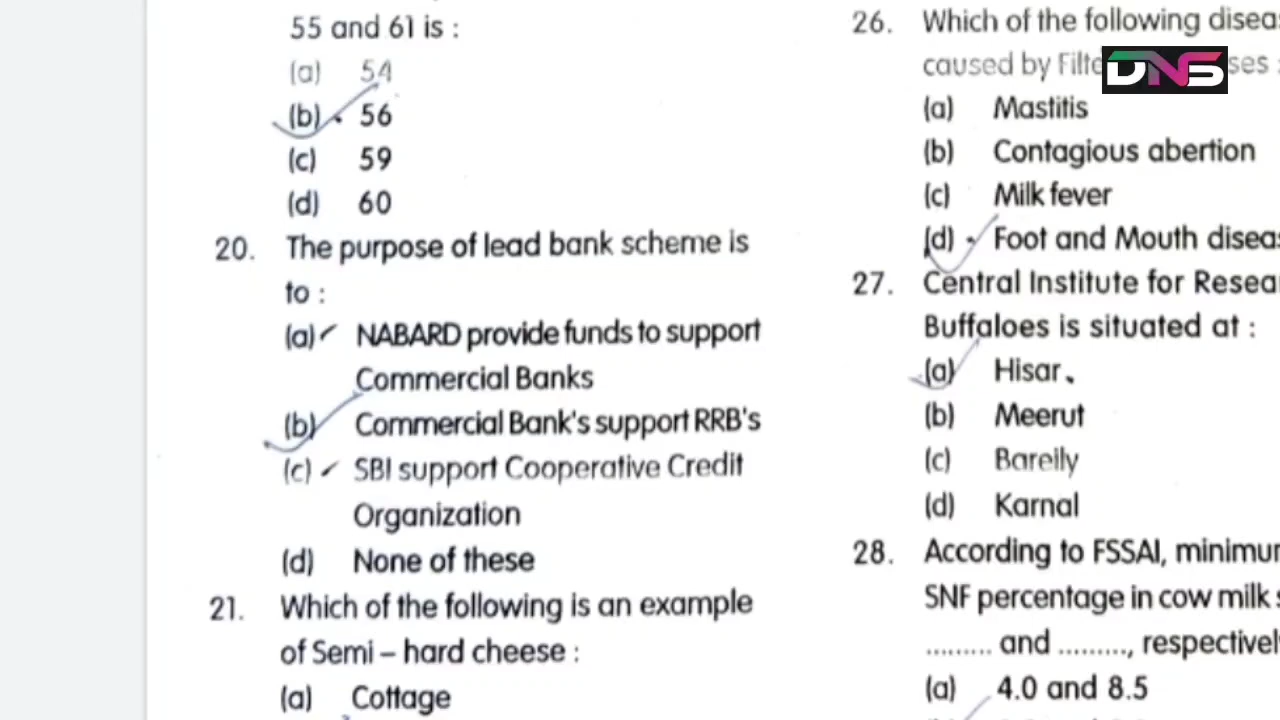 55 and 61 is :
(a) 54
(b) 56
(c) 59
(d) 60
20. The purpose of lead bank scheme is
to :
(a) NABARD provide funds to support
Commercial Banks
(b) Commercial Bank's support RRB's
(c) SBI support Cooperative Credit
Organization
(d) None of these
21. Which of the following is an example
of Semi – hard cheese :
(a) Cottage
26. Which of the following
caused by
(a) Mastitis
(b) Contagious abertion
(c) Milk fever
(d) Foot and Mouth
27. Central Institute for
Buffaloes is situated at :
(a) Hisar
(b) Meerut
(c) Bareily
(d) Karnal
28. According to FSSAI,
SNF percentage in cow milk
......... and .........,
(a) 4.0 and 8.5
DNS